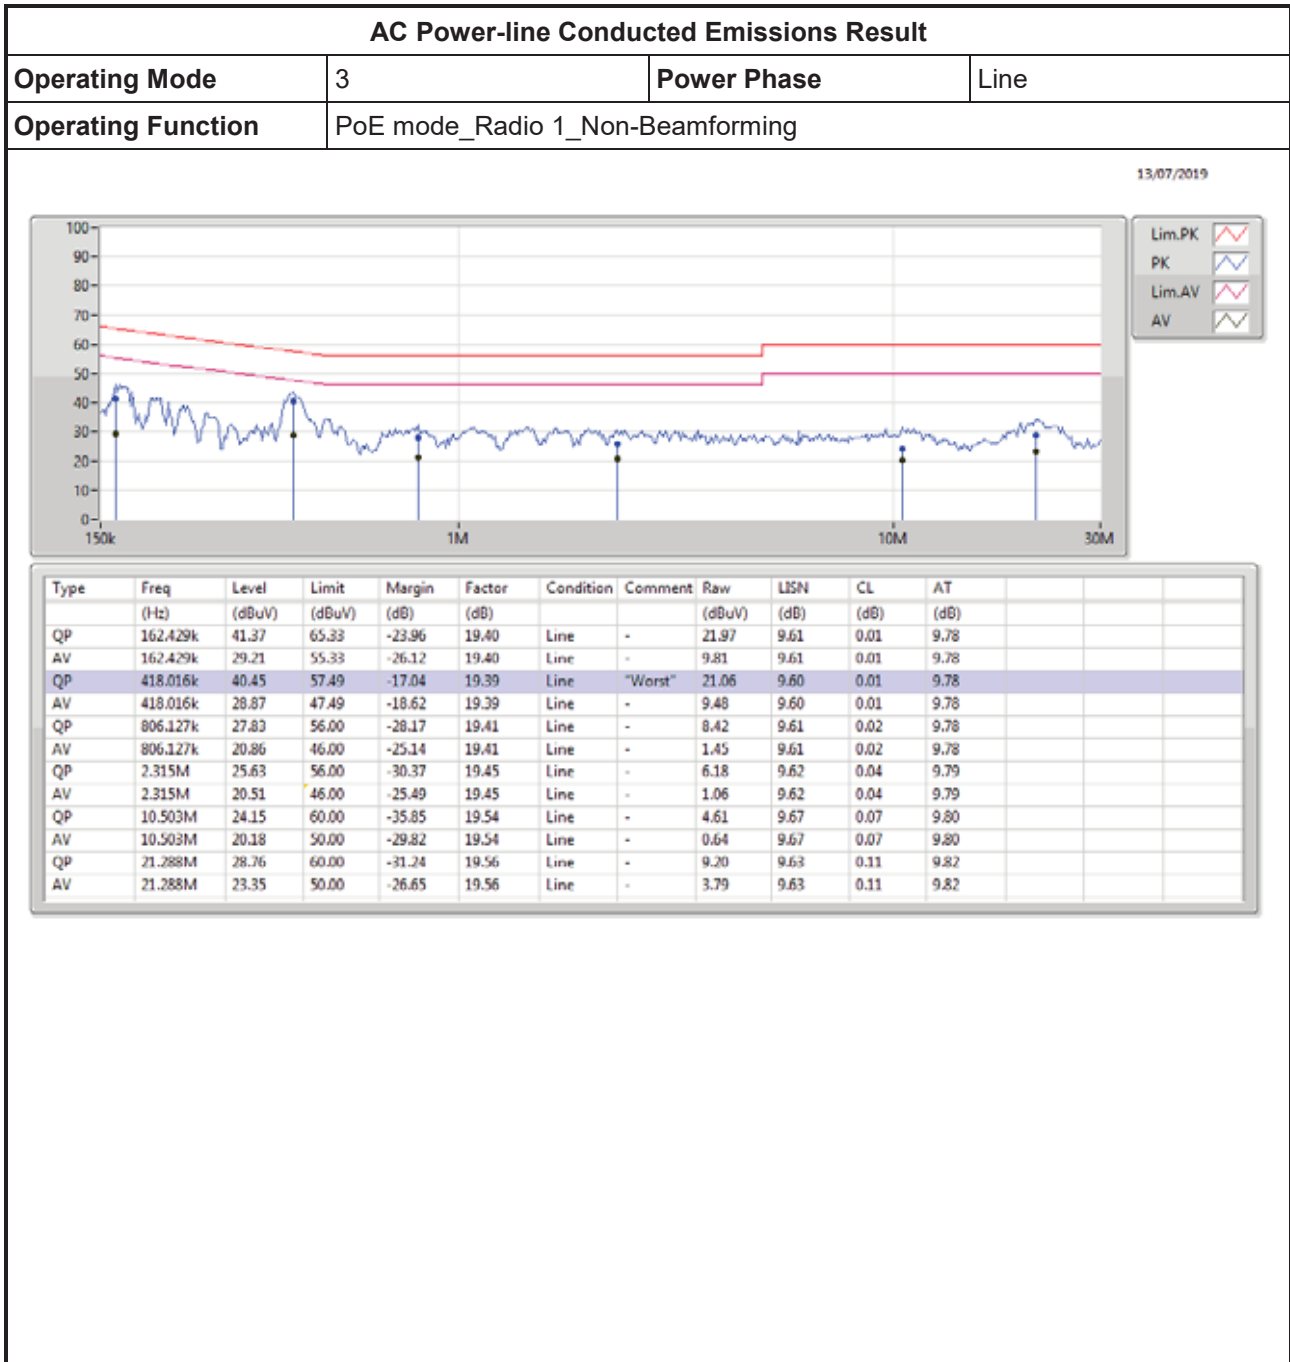 AC Power-line Conducted Emissions Result
Operating Mode 3 Power Phase Line
Operating Function PoE mode_Radio 1_Non-Beamforming
13/07/2019
100
90
80
70
60
50
40
30
20
10
0
150k 1M 10M 30M
Lim.PK
PK
Lim.AV
AV
Type Freq Level Limit Margin Factor Condition Comment Raw LISN CL AT
(Hz) (dBuV) (dBuV) (dB) (dB) (dBuV) (dB) (dB) (dB)
QP 162.429k 41.37 65.33 -23.96 19.40 Line - 21.97 9.61 0.01 9.78
AV 162.429k 29.21 55.33 -26.12 19.40 Line - 9.81 9.61 0.01 9.78
QP 418.016k 40.45 57.49 -17.04 19.39 Line "Worst" 21.06 9.60 0.01 9.78
AV 418.016k 28.87 47.49 -18.62 19.39 Line - 9.48 9.60 0.01 9.78
QP 806.127k 27.83 56.00 -28.17 19.41 Line - 8.42 9.61 0.02 9.78
AV 806.127k 20.86 46.00 -25.14 19.41 Line - 1.45 9.61 0.02 9.78
QP 2.315M 25.63 56.00 -30.37 19.45 Line - 6.18 9.62 0.04 9.79
AV 2.315M 20.51 46.00 -25.49 19.45 Line - 1.06 9.62 0.04 9.79
QP 10.503M 24.15 60.00 -35.85 19.54 Line - 4.61 9.67 0.07 9.80
AV 10.503M 20.18 50.00 -29.82 19.54 Line - 0.64 9.67 0.07 9.80
QP 21.288M 28.76 60.00 -31.24 19.56 Line - 9.20 9.63 0.11 9.82
AV 21.288M 23.35 50.00 -26.65 19.56 Line - 3.79 9.63 0.11 9.82